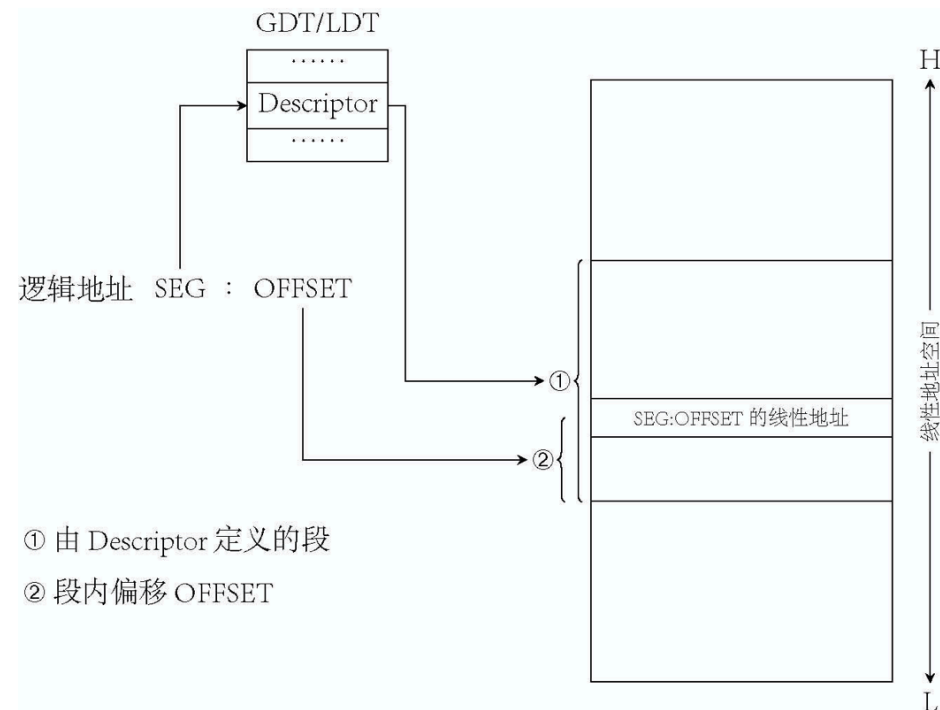 GDT/LDT
······
Descriptor
······
H
逻辑地址 SEG : OFFSET
①
SEG:OFFSET 的线性地址
②
线性地址空间
① 由 Descriptor 定义的段
② 段内偏移 OFFSET
L